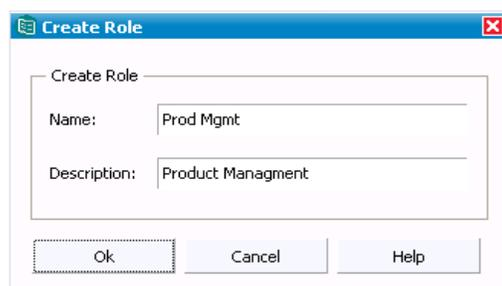 Create Role
Create Role
Name: Prod Mgmt
Description: Product Managment
Ok Cancel Help